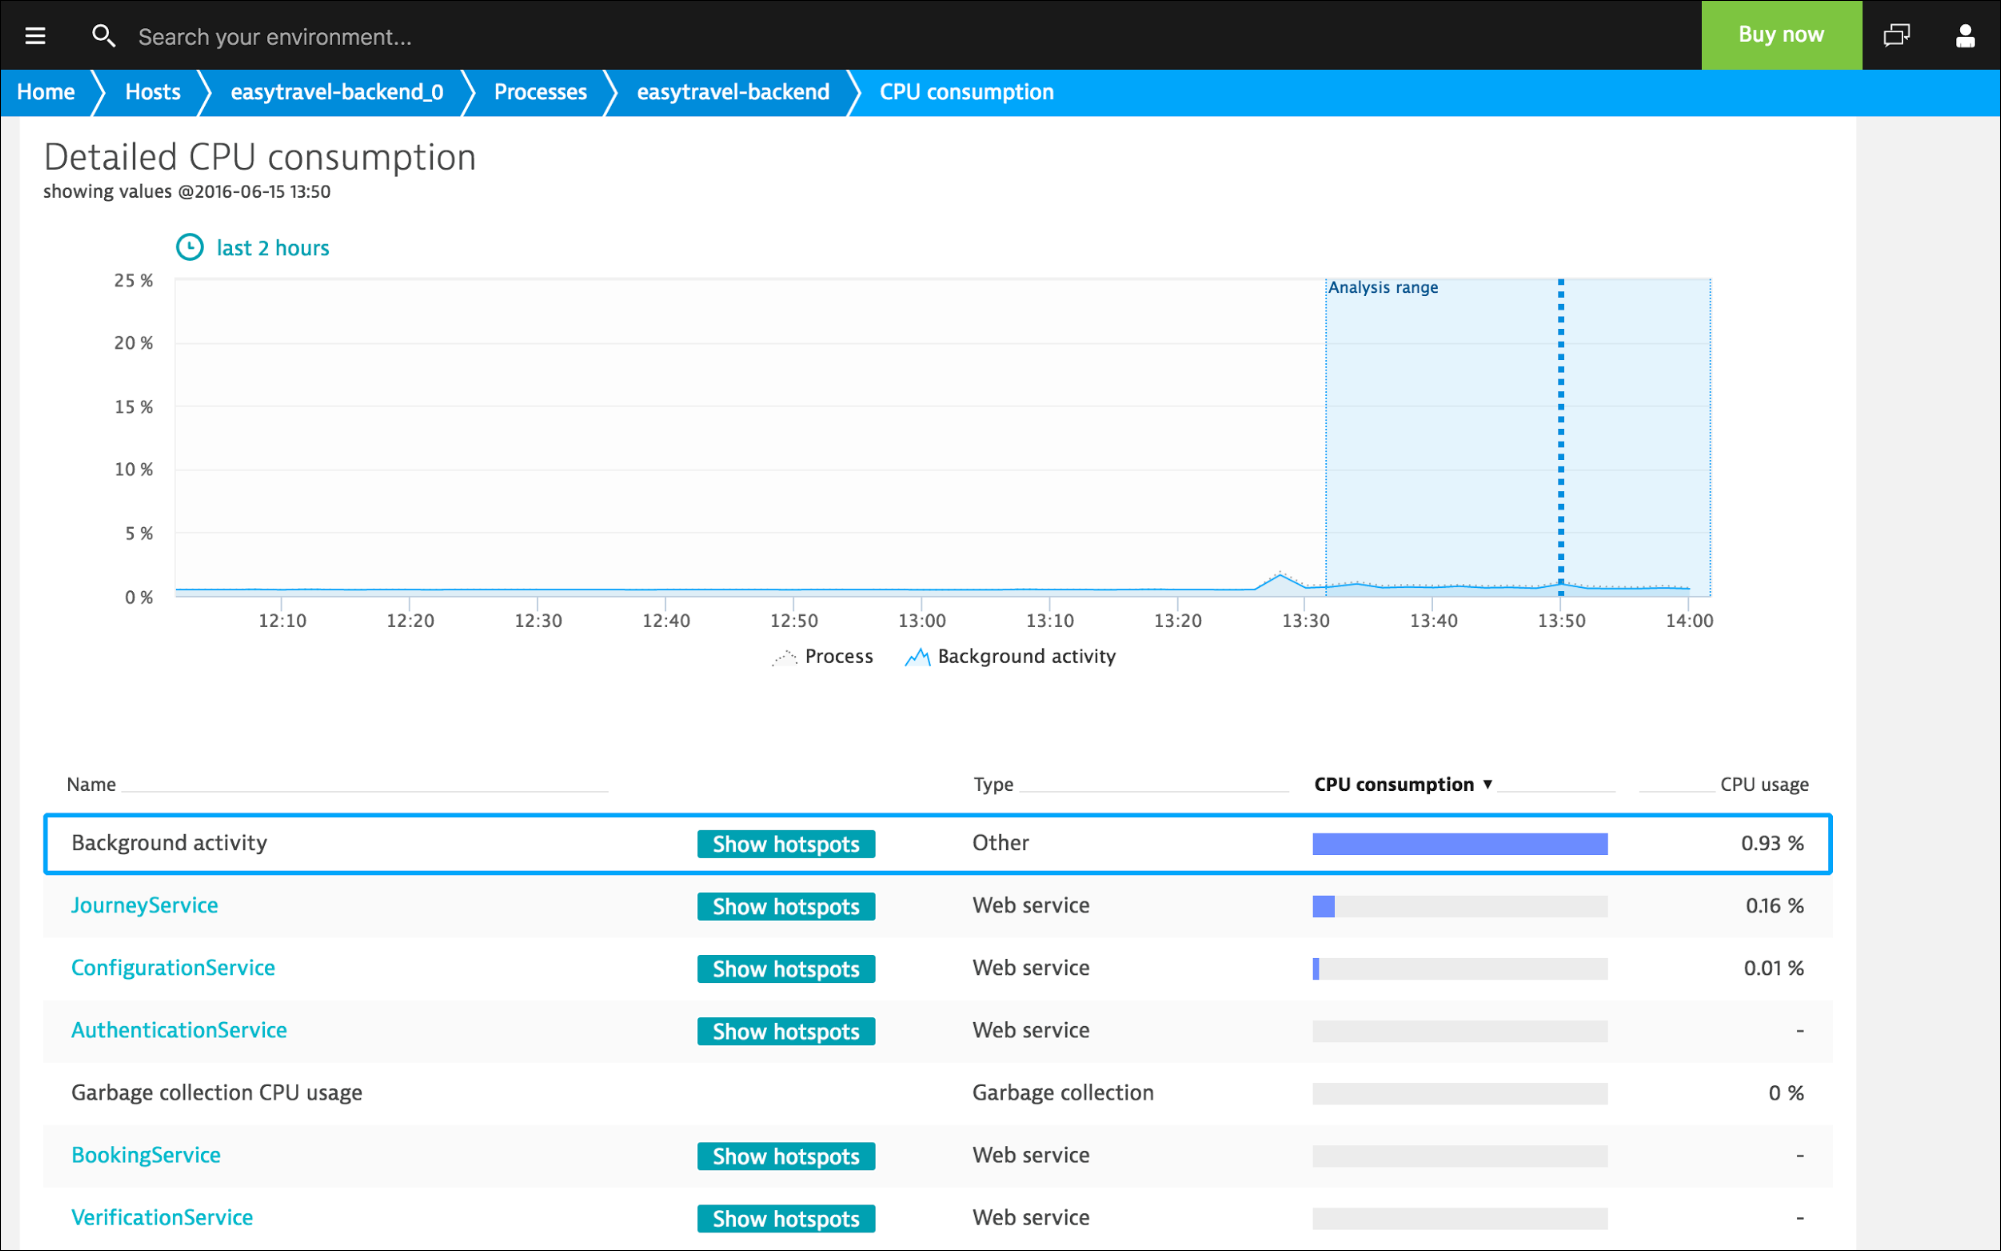 Search your environment...
Buy now
Home Hosts easytravel-backend_0 Processes easytravel-backend CPU consumption
Detailed CPU consumption
showing values @2016-06-15 13:50
last 2 hours
25 %
20 %
15 %
10 %
5 %
0 %
Analysis range
12:10 12:20 12:30 12:40 12:50 13:00 13:10 13:20 13:30 13:40 13:50 14:00
Process Background activity
Name Type CPU consumption ▼ CPU usage
Background activity Show hotspots Other 0.93 %
JourneyService Show hotspots Web service 0.16 %
ConfigurationService Show hotspots Web service 0.01 %
AuthenticationService Show hotspots Web service -
Garbage collection CPU usage Garbage collection 0 %
BookingService Show hotspots Web service -
VerificationService Show hotspots Web service -